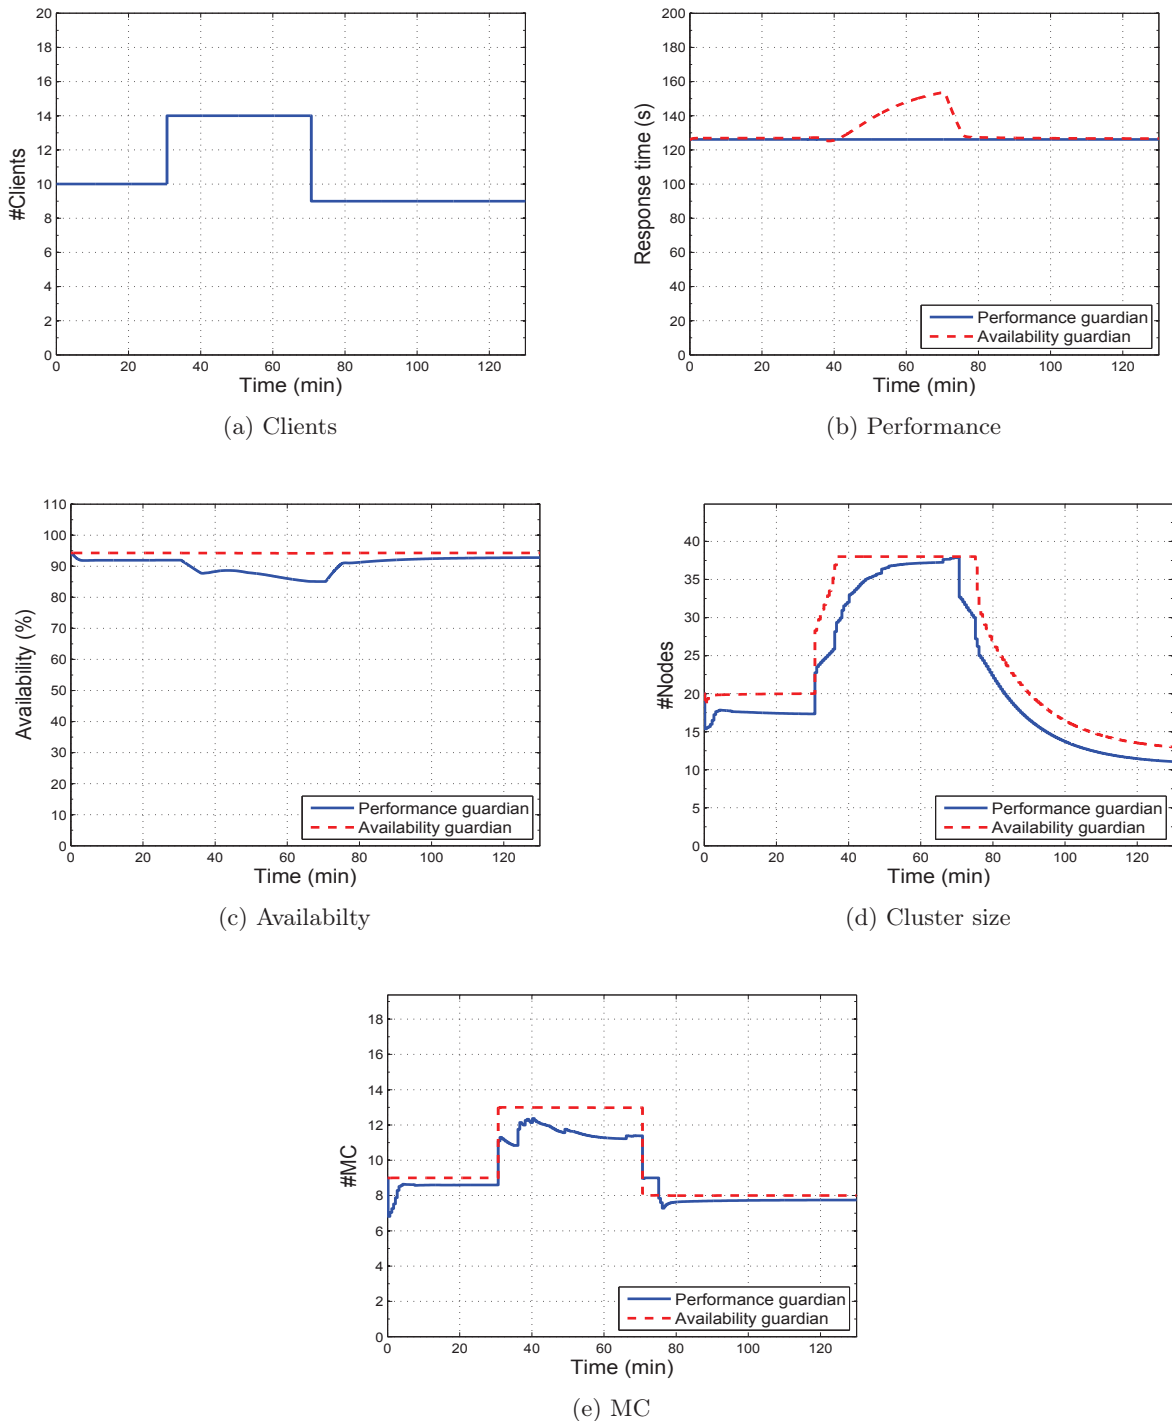 20
18
16
14
12
10
8
6
4
2
0
#Clients
0 20 40 60 80 100 120
Time (min)
(a) Clients
200
180
160
140
120
100
80
60
40
20
0
Response time (s)
Performance guardian
Availability guardian
0 20 40 60 80 100 120
Time (min)
(b) Performance
110
100
90
80
70
60
50
40
30
20
10
0
Availability (%)
Performance guardian
Availability guardian
0 20 40 60 80 100 120
Time (min)
(c) Availabilty
40
35
30
25
20
15
10
5
0
#Nodes
Performance guardian
Availability guardian
0 20 40 60 80 100 120
Time (min)
(d) Cluster size
18
16
14
12
10
8
6
4
2
0
#MC
Performance guardian
Availability guardian
0 20 40 60 80 100 120
Time (min)
(e) MC